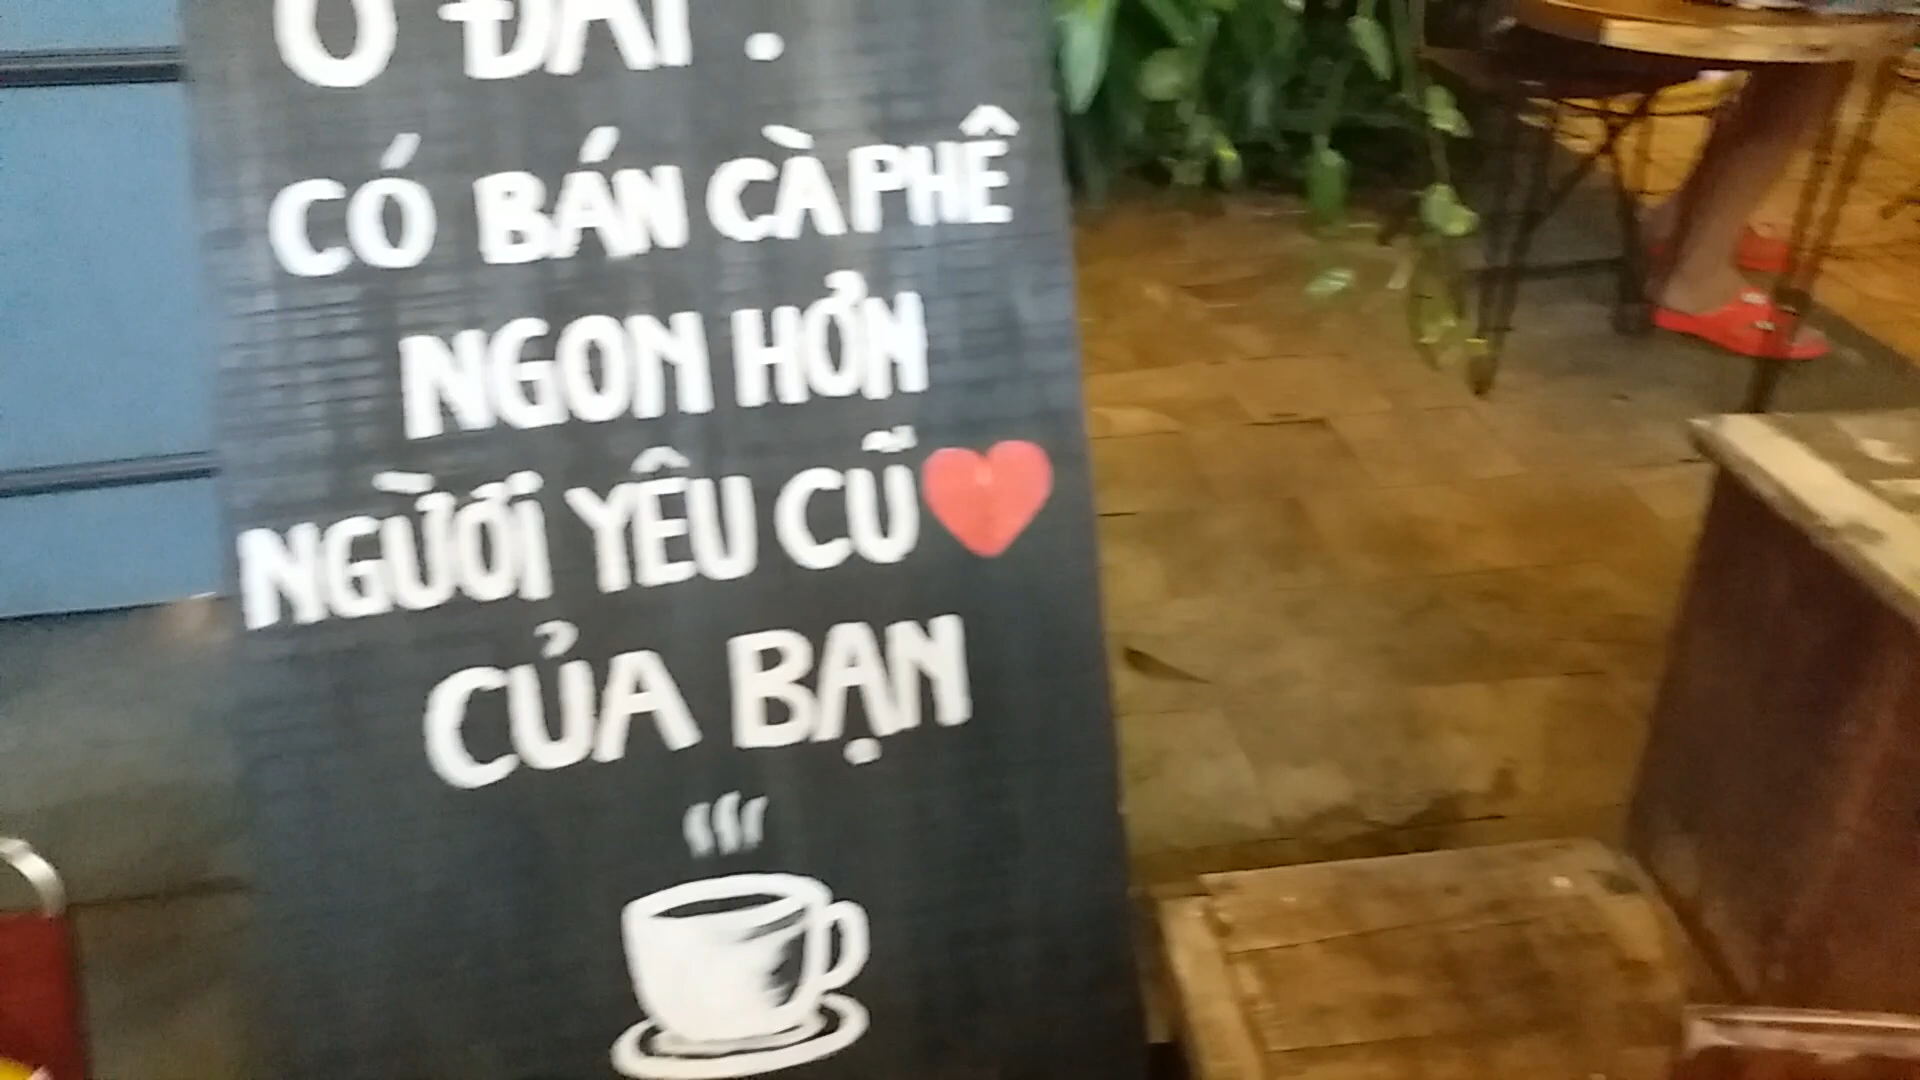 Ở ĐÂY.
CÓ BÁN CÀ PHÊ
NGON HƠN
NGƯỜI YÊU CŨ
CỦA BẠN